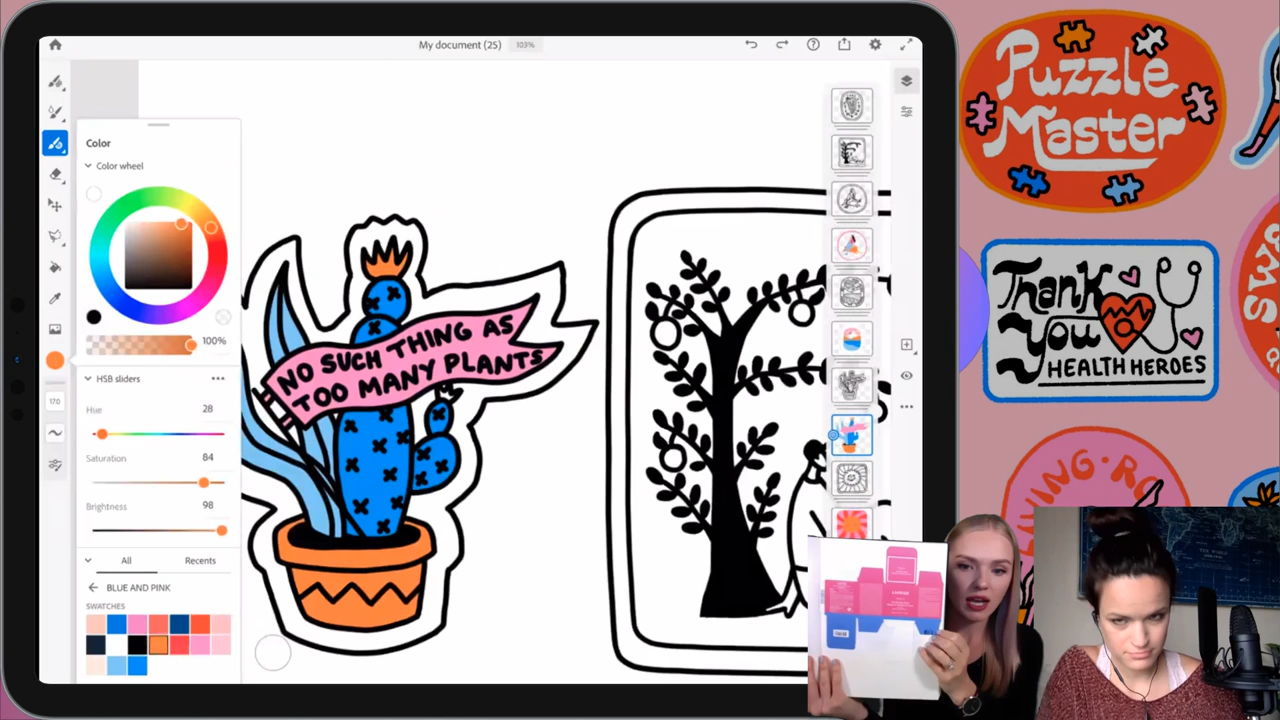 My document (25)
103%
Color
Color wheel
100%
HSB sliders
Hue
28
Saturation
84
Brightness
98
All
Recents
BLUE AND PINK
SWATCHES
170
NO SUCH THING AS
TOO MANY PLANTS
Puzzle
Master
Thank
You
HEALTH HEROES